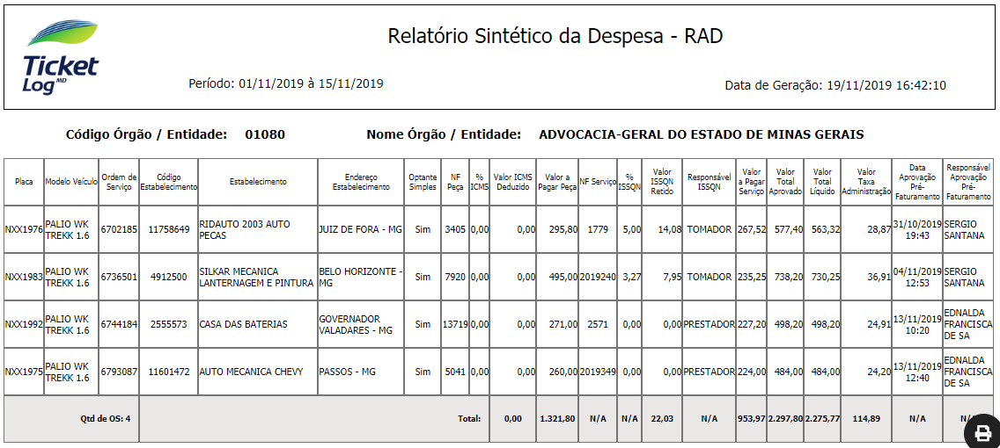 Relatório Sintético da Despesa - RAD
Ticket
Log MD
Período: 01/11/2019 à 15/11/2019
Data de Geração: 19/11/2019 16:42:10
Código Órgão / Entidade: 01080 Nome Órgão / Entidade: ADVOCACIA-GERAL DO ESTADO DE MINAS GERAIS
Placa Modelo Veículo Ordem de Serviço Código Estabelecimento Estabelecimento Endereço Estabelecimento Optante Simples NF Peça % ICMS Valor ICMS Deduzido Valor a Pagar Peça NF Serviço % ISSQN Valor ISSQN Retido Responsável ISSQN Valor a Pagar Serviço Valor Total Aprovado Valor Total Líquido Valor Taxa Administração Data Aprovação Pré-Faturamento Responsável Aprovação Pré-Faturamento
NXX1976 PALIO WK TREKK 1.6 6702185 11758649 RIDAUTO 2003 AUTO PECAS JUIZ DE FORA - MG Sim 3405 0,00 0,00 295,80 1779 5,00 14,08 TOMADOR 267,52 577,40 563,32 28,87 31/10/2019 19:43 SERGIO SANTANA
NXX1983 PALIO WK TREKK 1.6 6736501 4912500 SILKAR MECANICA LANTERNAGEM E PINTURA BELO HORIZONTE - MG Sim 7920 0,00 0,00 495,00 2019240 3,27 7,95 TOMADOR 235,25 738,20 730,25 36,91 04/11/2019 12:53 SERGIO SANTANA
NXX1992 PALIO WK TREKK 1.6 6744184 2555573 CASA DAS BATERIAS GOVERNADOR VALADARES - MG Sim 13719 0,00 0,00 271,00 2571 0,00 0,00 PRESTADOR 227,20 498,20 498,20 24,91 13/11/2019 10:20 EDNALDA FRANCISCA DE SA
NXX1975 PALIO WK TREKK 1.6 6793087 11601472 AUTO MECANICA CHEVY PASSOS - MG Sim 5041 0,00 0,00 260,00 2019349 0,00 0,00 PRESTADOR 224,00 484,00 484,00 24,20 13/11/2019 12:40 EDNALDA FRANCISCA DE SA
Qtd de OS: 4 Total: 0,00 1.321,80 N/A N/A 22,03 N/A 953,97 2.297,80 2.275,77 114,89 N/A